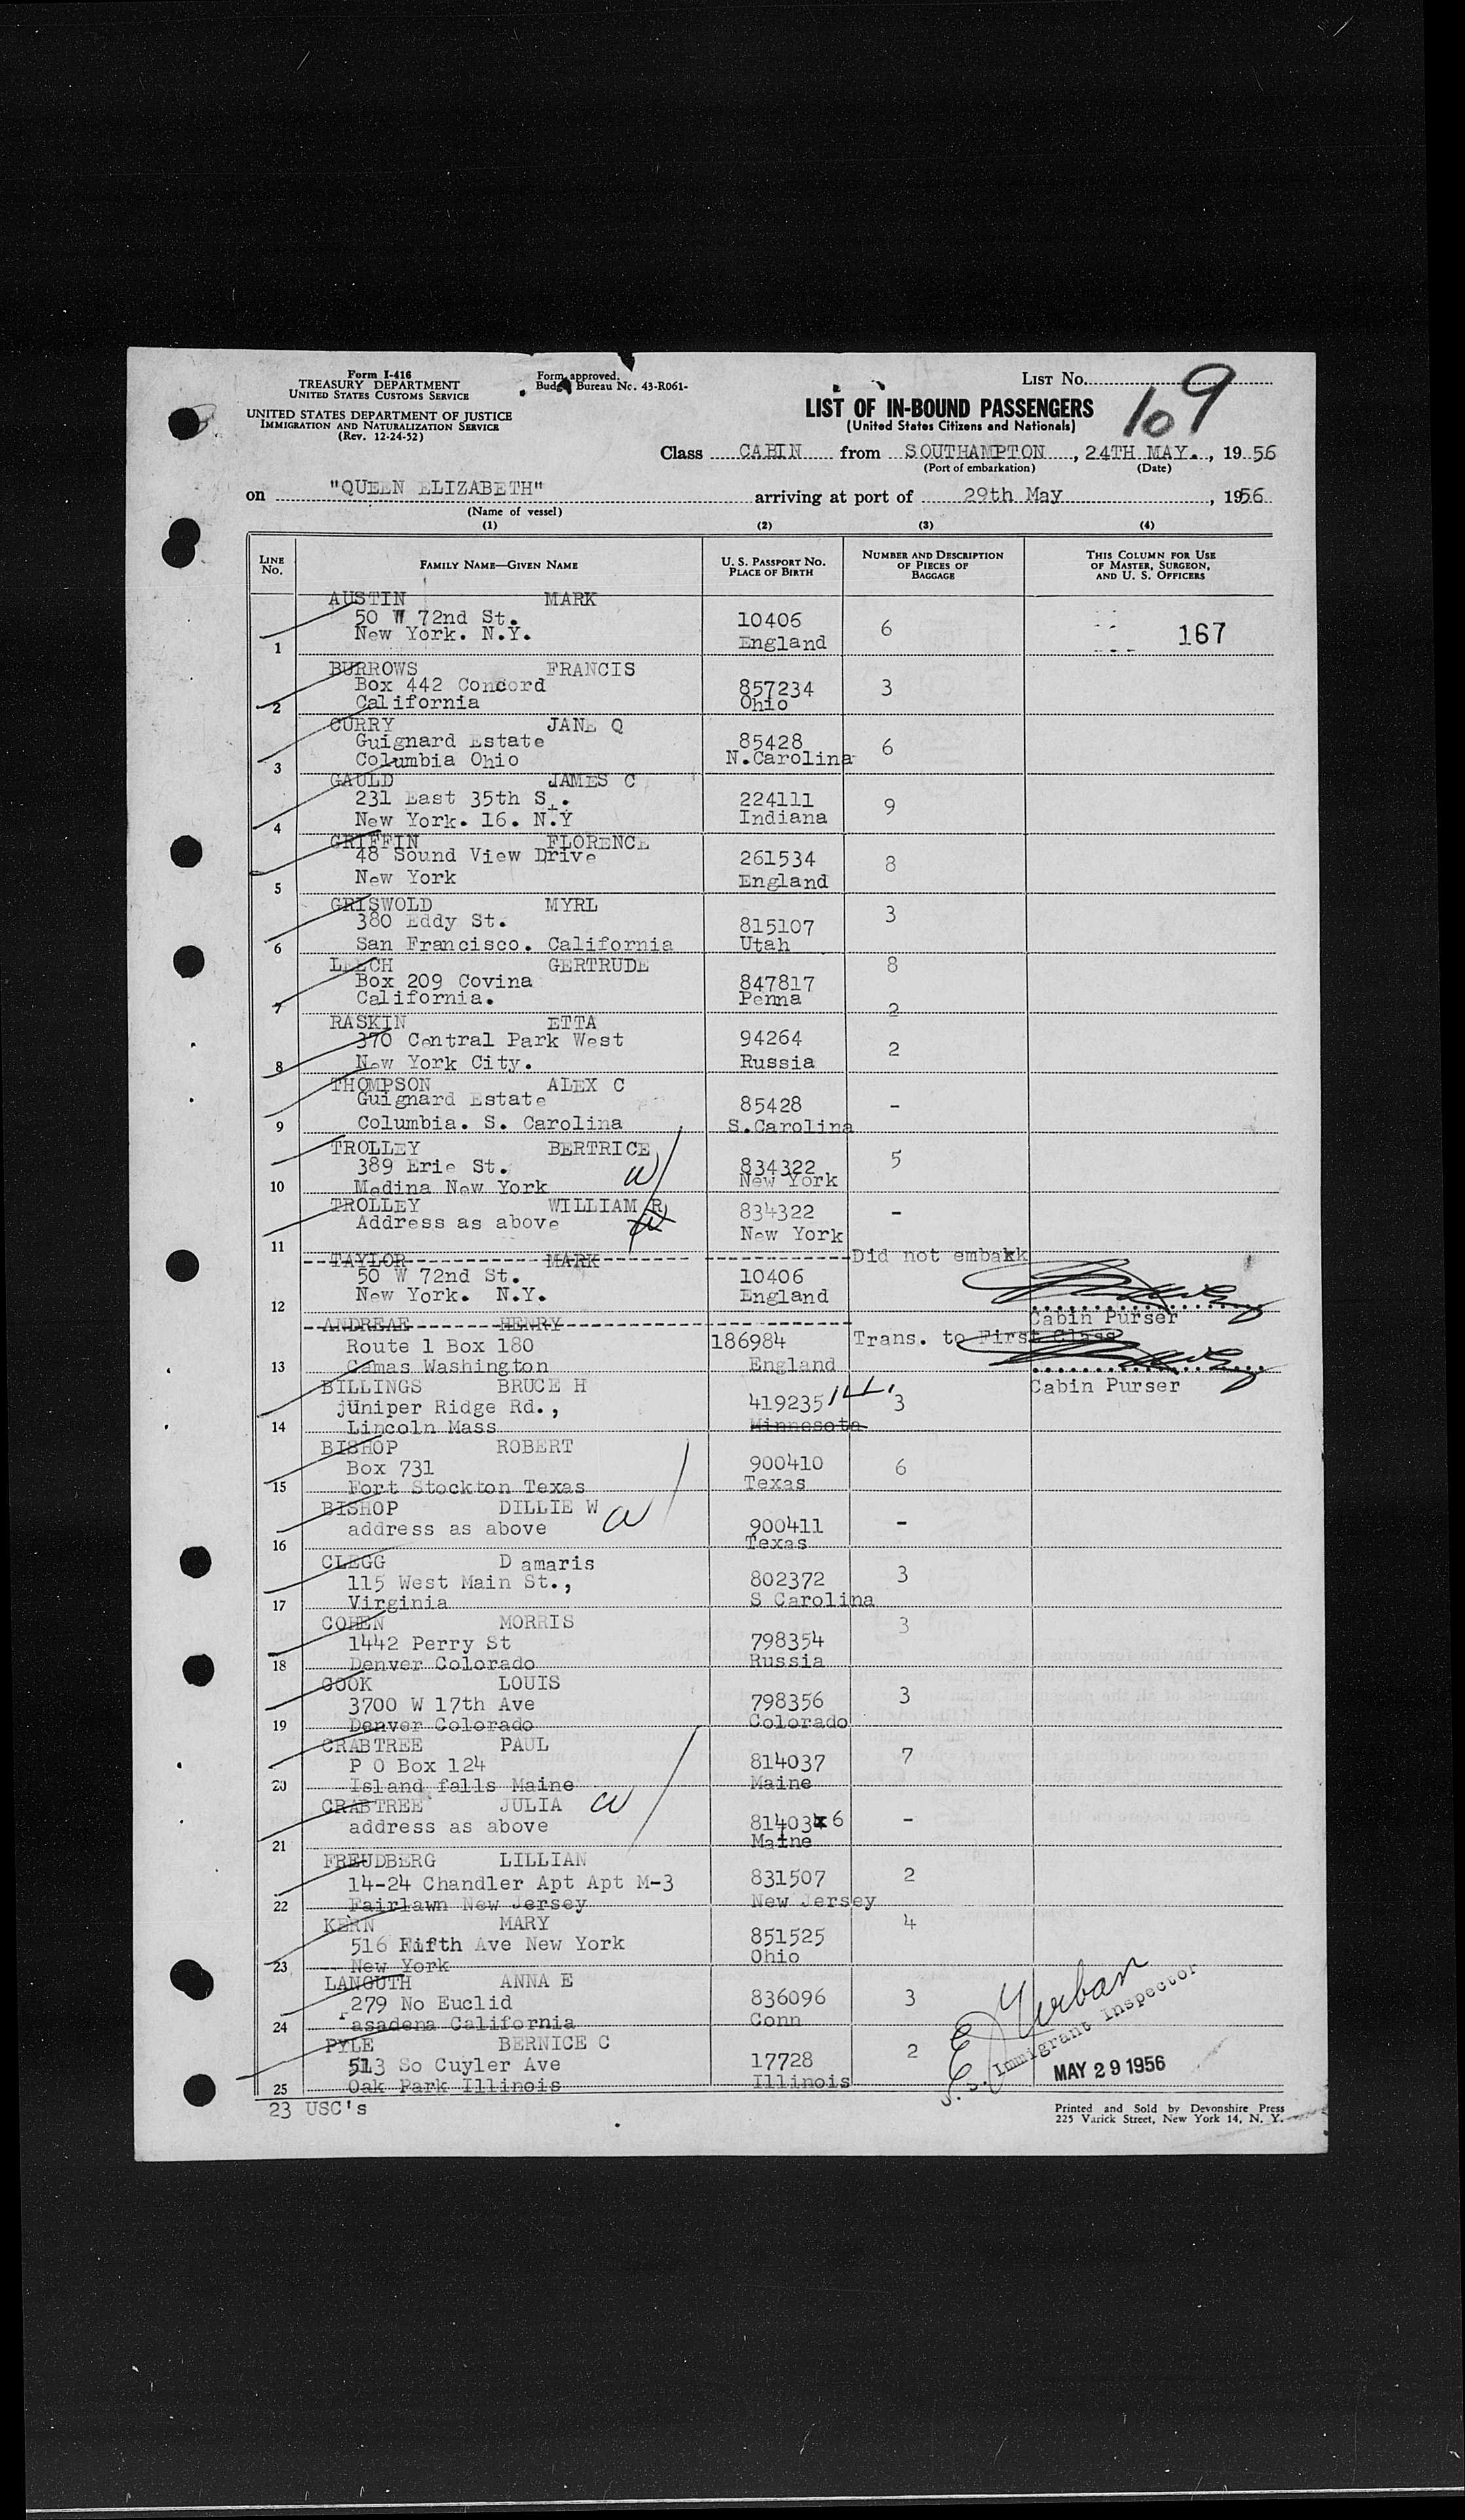 Form I-416
TREASURY DEPARTMENT
UNITED STATES CUSTOMS SERVICE
UNITED STATES DEPARTMENT OF JUSTICE
IMMIGRATION AND NATURALIZATION SERVICE
(Rev. 12-24-52)
Form approved.
Budget Bureau No. 43-R061-
LIST No. 109
LIST OF IN-BOUND PASSENGERS
(United States Citizens and Nationals)
Class CABIN from SOUTHAMPTON, 24TH MAY., 1956
(Port of embarkation) (Date)
on "QUEEN ELIZABETH" arriving at port of 29th May, 1956
(Name of vessel)
(1) (2) (3) (4)
LINE No. FAMILY NAME—GIVEN NAME U. S. PASSPORT NO. PLACE OF BIRTH NUMBER AND DESCRIPTION OF PIECES OF BAGGAGE THIS COLUMN FOR USE OF MASTER, SURGEON, AND U. S. OFFICERS
AUSTIN MARK
50 W 72nd St. 10406 6 167
New York. N.Y. England
1
BURROWS FRANCIS
Box 442 Concord 857234 3
2 California Ohio
CURRY JANE Q
Guignard Estate 85428 6
3 Columbia Ohio N.Carolina
GAULD JAMES C
231 East 35th St. 224111 9
4 New York. 16. N.Y Indiana
GRIFFIN FLORENCE
48 Sound View Drive 261534 8
5 New York England
GRISWOLD MYRL 3
380 Eddy St. 815107
6 San Francisco. California Utah
LEECH GERTRUDE 8
Box 209 Covina 847817
7 California. Penna 2
RASKIN ETTA
370 Central Park West 94264 2
8 New York City. Russia
THOMPSON ALEX C
Guignard Estate 85428 -
9 Columbia. S. Carolina S.Carolina
TROLLEY BERTRICE 5
389 Erie St. W 834322
10 Medina New York New York
TROLLEY WILLIAM R 834322 -
Address as above W New York
11
TAYLOR MARK Did not embakk
50 W 72nd St. 10406
New York. N.Y. England
12 Cabin Purser
ANDREAE HENRY
Route 1 Box 180 186984 Trans. to First Class
13 Camas Washington England
Cabin Purser
BILLINGS BRUCE H
juniper Ridge Rd., 419235 ILL. 3
14 Lincoln Mass Minnesota
BISHOP ROBERT
Box 731 900410 6
15 Fort Stockton Texas Texas
BISHOP DILLIE W
address as above W 900411 -
16 Texas
CLEGG Damaris
115 West Main St., 802372 3
17 Virginia S Carolina
COHEN MORRIS 3
1442 Perry St 798354
18 Denver Colorado Russia
COOK LOUIS
3700 W 17th Ave 798356 3
19 Denver Colorado Colorado
CRABTREE PAUL
P O Box 124 814037 7
20 Island falls Maine Maine
CRABTREE JULIA W
address as above 814036 -
21 Maine
FREUDBERG LILLIAN
14-24 Chandler Apt Apt M-3 831507 2
22 Fairlawn New Jersey New Jersey
KERN MARY 4
516 Fifth Ave New York 851525
23 New York Ohio
LANGUTH ANNA E
279 No Euclid 836096 3
24 Pasadena California Conn
PYLE BERNICE C
513 So Cuyler Ave 17728 2
25 Oak Park Illinois Illinois
E Urban
U. S. Immigrant Inspector
MAY 29 1956
23 USC's
Printed and Sold by Devonshire Press
225 Varick Street, New York 14, N. Y.